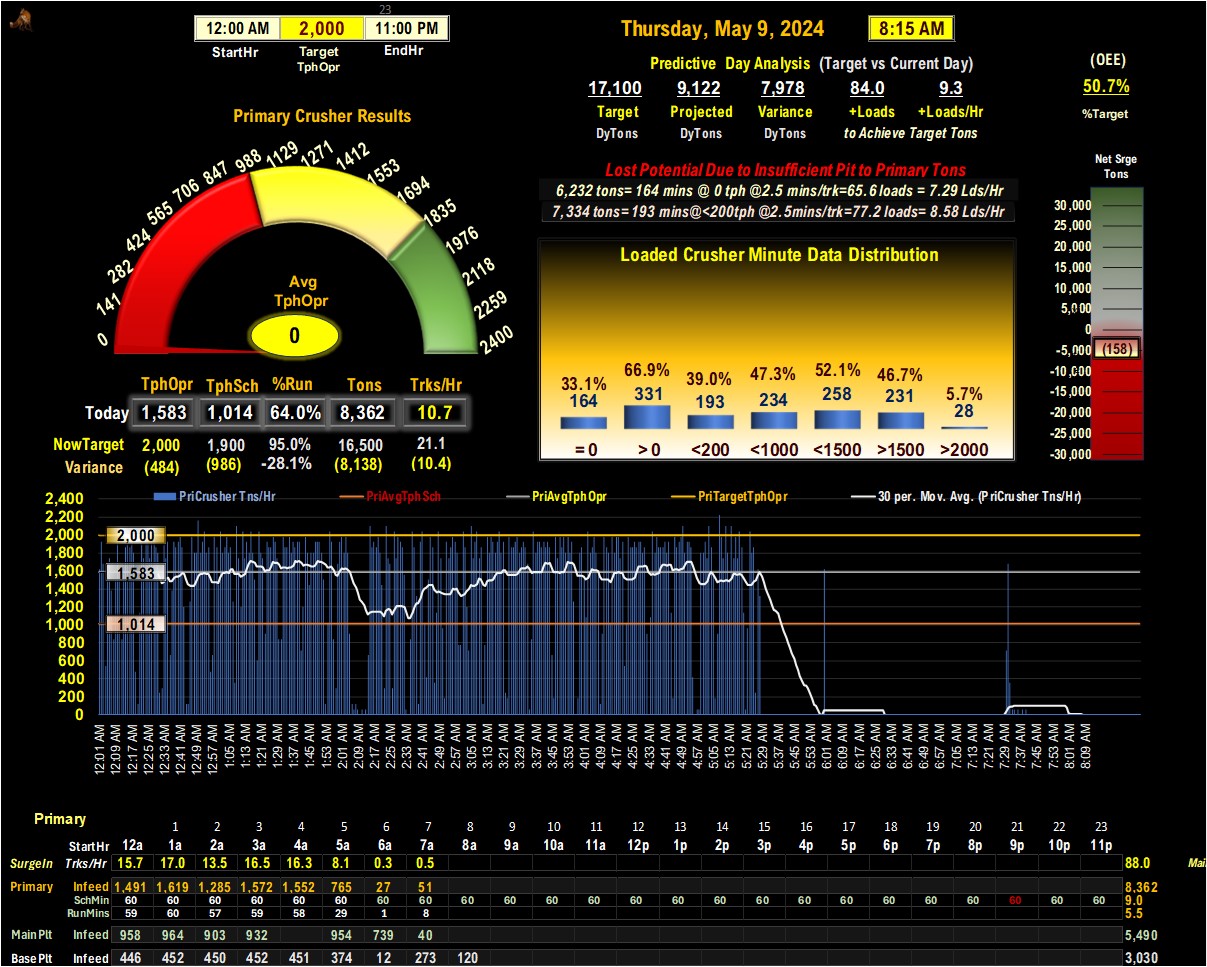 23
12:00 AM 2,000 11:00 PM
StartHr Target TphOpr EndHr
Thursday, May 9, 2024 8:15 AM
Predictive Day Analysis (Target vs Current Day)
17,100 9,122 7,978 84.0 9.3
Target Projected Variance +Loads +Loads/Hr
DyTons DyTons DyTons to Achieve Target Tons
(OEE)
50.7%
%Target
Primary Crusher Results
0 141 282 424 565 706 847 988 1129 1271 1412 1553 1694 1835 1976 2118 2259 2400
Avg
TphOpr
0
Lost Potential Due to Insufficient Pit to Primary Tons
6,232 tons= 164 mins @ 0 tph @2.5 mins/trk=65.6 loads = 7.29 Lds/Hr
7,334 tons= 193 mins@<200tph @2.5mins/trk=77.2 loads= 8.58 Lds/Hr
Loaded Crusher Minute Data Distribution
33.1% 66.9% 39.0% 47.3% 52.1% 46.7% 5.7%
164 331 193 234 258 231 28
= 0 > 0 <200 <1000 <1500 >1500 >2000
Net Srge
Tons
30,000
25,000
20,000
15,000
10,000
5,000
0
-5,000 (158)
-10,000
-15,000
-20,000
-25,000
-30,000
TphOpr TphSch %Run Tons Trks/Hr
Today 1,583 1,014 64.0% 8,362 10.7
NowTarget 2,000 1,900 95.0% 16,500 21.1
Variance (484) (986) -28.1% (8,138) (10.4)
PriCrusher Tns/Hr PriAvgTphSch PriAvgTphOpr PriTargetTphOpr 30 per. Mov. Avg. (PriCrusher Tns/Hr)
2,400
2,200
2,000 2,000
1,800
1,600 1,583
1,400
1,200
1,000 1,014
800
600
400
200
0
12:01 AM 12:09 AM 12:17 AM 12:25 AM 12:33 AM 12:41 AM 12:49 AM 12:57 AM 1:05 AM 1:13 AM 1:21 AM 1:29 AM 1:37 AM 1:45 AM 1:53 AM 2:01 AM 2:09 AM 2:17 AM 2:25 AM 2:33 AM 2:41 AM 2:49 AM 2:57 AM 3:05 AM 3:13 AM 3:21 AM 3:29 AM 3:37 AM 3:45 AM 3:53 AM 4:01 AM 4:09 AM 4:17 AM 4:25 AM 4:33 AM 4:41 AM 4:49 AM 4:57 AM 5:05 AM 5:13 AM 5:21 AM 5:29 AM 5:37 AM 5:45 AM 5:53 AM 6:01 AM 6:09 AM 6:17 AM 6:25 AM 6:33 AM 6:41 AM 6:49 AM 6:57 AM 7:05 AM 7:13 AM 7:21 AM 7:29 AM 7:37 AM 7:45 AM 7:53 AM 8:01 AM 8:09 AM
Primary
1 2 3 4 5 6 7 8 9 10 11 12 13 14 15 16 17 18 19 20 21 22 23
StartHr 12a 1a 2a 3a 4a 5a 6a 7a 8a 9a 10a 11a 12p 1p 2p 3p 4p 5p 6p 7p 8p 9p 10p 11p
SurgeIn Trks/Hr 15.7 17.0 13.5 16.5 16.3 8.1 0.3 0.5 88.0
Primary Infeed 1,491 1,619 1,285 1,572 1,552 765 27 51 8,362
SchMin 60 60 60 60 60 60 60 60 60 60 60 60 60 60 60 60 60 60 60 60 60 60 60 60 9.0
RunMins 59 60 57 59 58 29 1 8 5.5
MainPlt Infeed 958 964 903 932 954 739 40 5,490
BasePlt Infeed 446 452 450 452 451 374 12 273 120 3,030